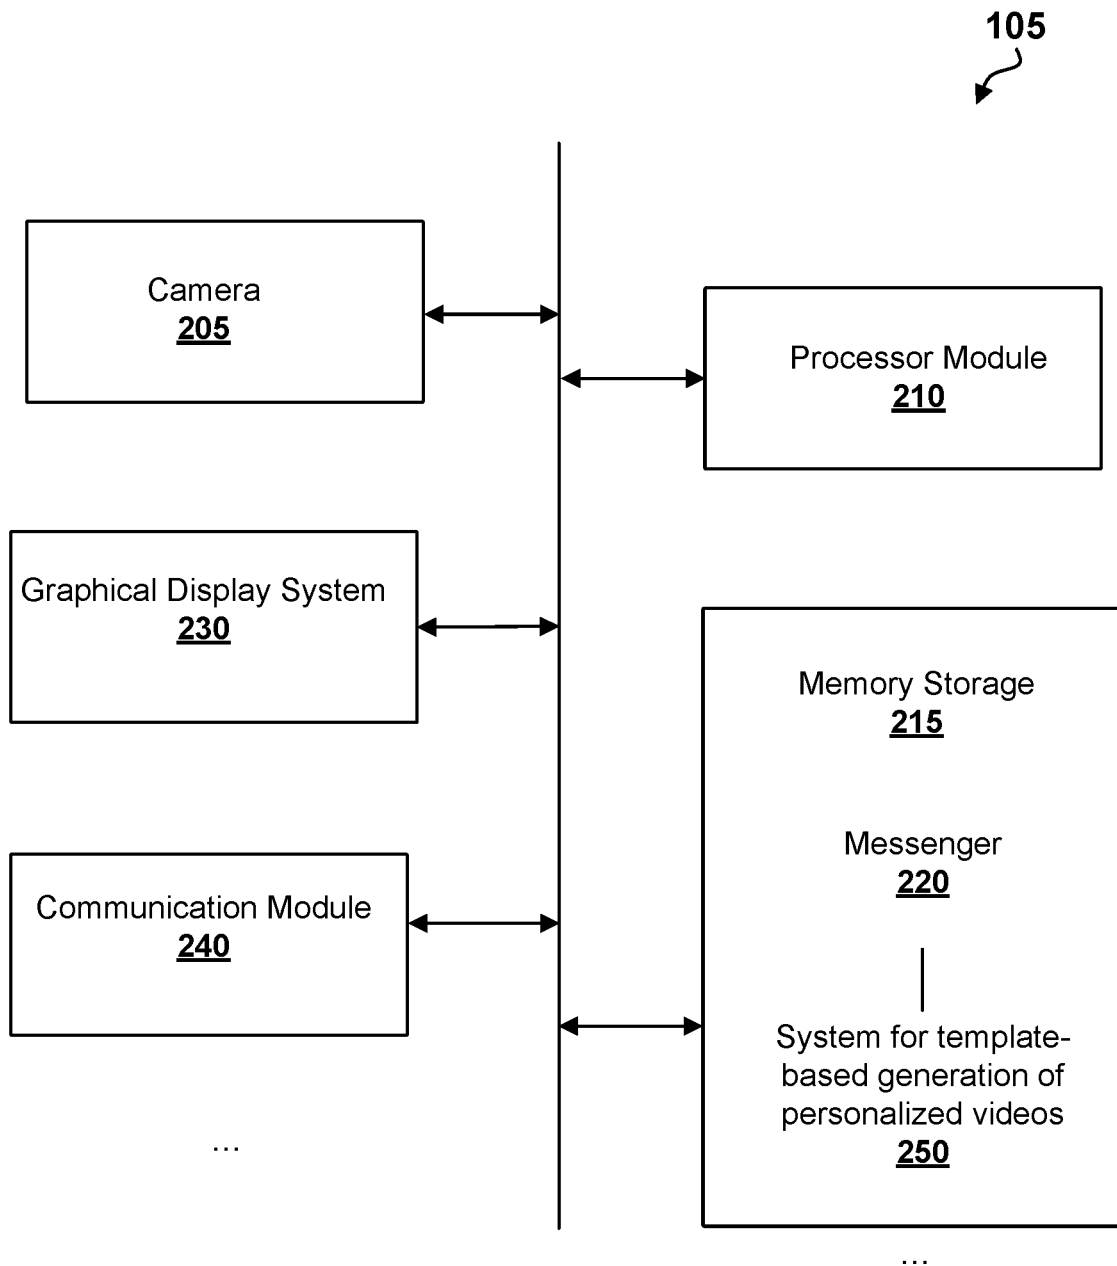 105
Camera
205
Processor Module
210
Graphical Display System
230
Memory Storage
215
Messenger
220
Communication Module
240
System for template-
based generation of
personalized videos
250
...
...